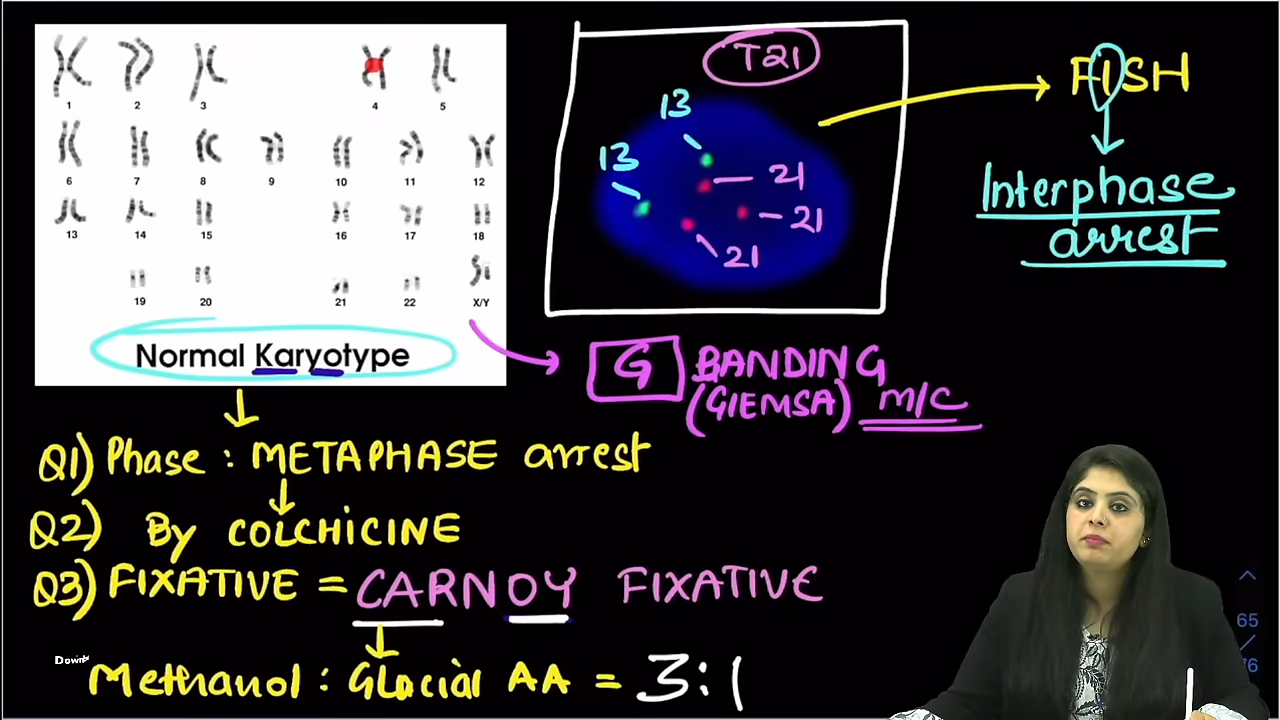 1 2 3 4 5
6 7 8 9 10 11 12
13 14 15 16 17 18
19 20 21 22 X/Y
Normal Karyotype
T21
13
13
21
21
21
FISH
Interphase
arrest
G BANDING
(GIEMSA) M/C
Q1) Phase : METAPHASE arrest
Q2) By COLCHICINE
Q3) FIXATIVE = CARNOY FIXATIVE
Methanol : Glacial AA = 3:1
65
/
76